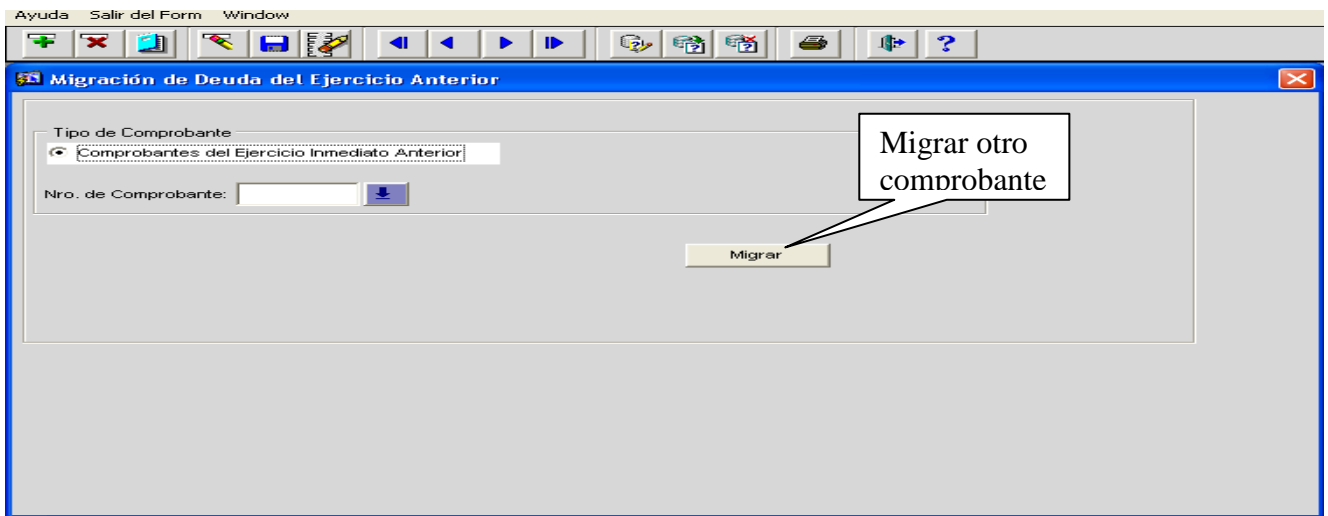 Ayuda Salir del Form Window
Migración de Deuda del Ejercicio Anterior
Tipo de Comprobante
Comprobantes del Ejercicio Inmediato Anterior
Nro. de Comprobante:
Migrar otro
comprobante
Migrar